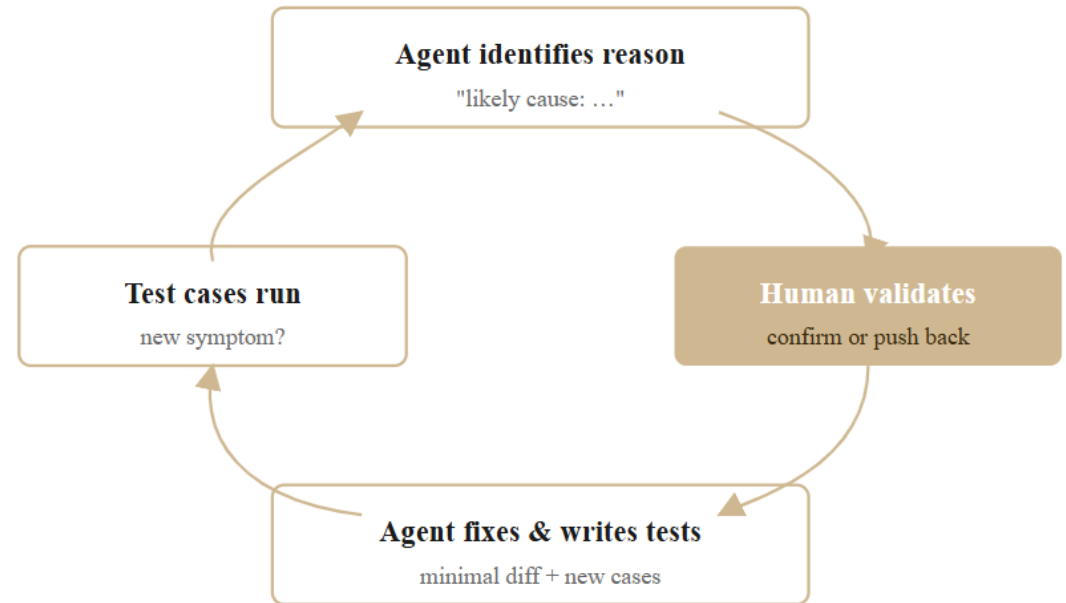 Agent identifies reason
"likely cause: …"
Test cases run
new symptom?
Human validates
confirm or push back
Agent fixes & writes tests
minimal diff + new cases